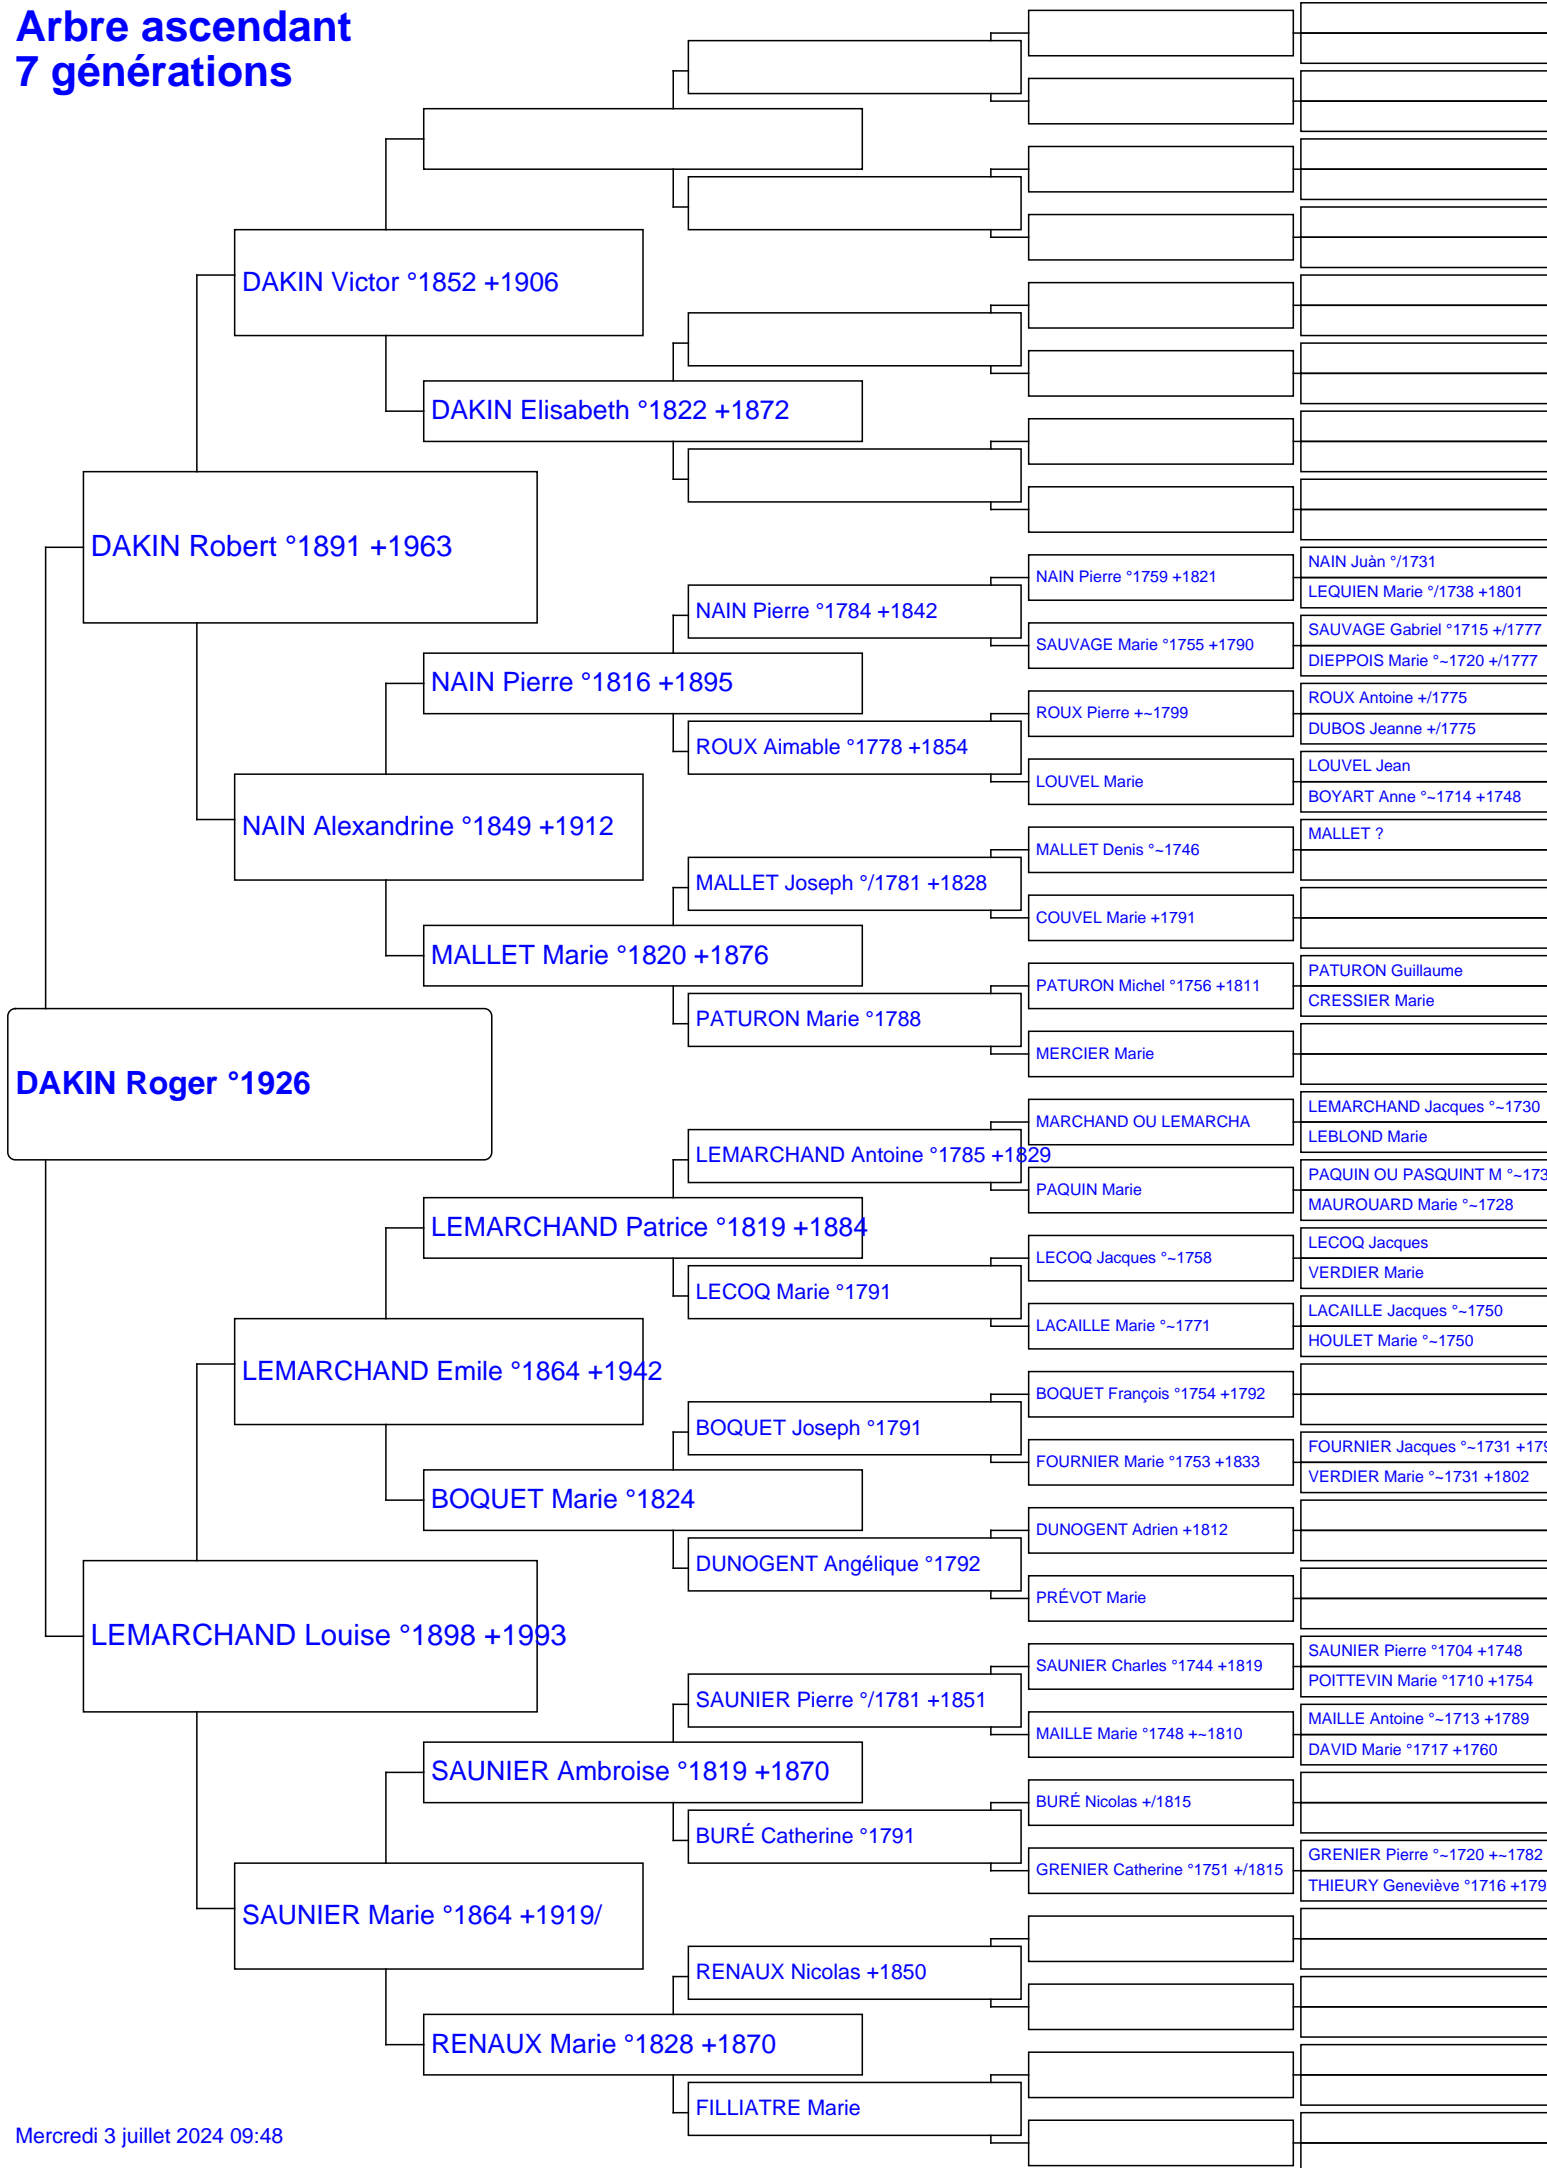 Arbre ascendant
7 générations
DAKIN Victor °1852 +1906
DAKIN Elisabeth °1822 +1872
DAKIN Robert °1891 +1963
NAIN Juàn °/1731
NAIN Pierre °1759 +1821
LEQUIEN Marie °/1738 +1801
NAIN Pierre °1784 +1842
SAUVAGE Gabriel °1715 +/1777
SAUVAGE Marie °1755 +1790
DIEPPOIS Marie °~1720 +/1777
NAIN Pierre °1816 +1895
ROUX Antoine +/1775
ROUX Pierre +~1799
DUBOS Jeanne +/1775
ROUX Aimable °1778 +1854
LOUVEL Jean
LOUVEL Marie
BOYART Anne °~1714 +1748
NAIN Alexandrine °1849 +1912
MALLET ?
MALLET Denis °~1746
MALLET Joseph °/1781 +1828
COUVEL Marie +1791
MALLET Marie °1820 +1876
PATURON Guillaume
PATURON Michel °1756 +1811
CRESSIER Marie
PATURON Marie °1788
MERCIER Marie
DAKIN Roger °1926
LEMARCHAND Jacques °~1730
MARCHAND OU LEMARCHA
LEBLOND Marie
LEMARCHAND Antoine °1785 +1829
PAQUIN OU PASQUINT M °~173
PAQUIN Marie
MAUROUARD Marie °~1728
LEMARCHAND Patrice °1819 +1884
LECOQ Jacques
LECOQ Jacques °~1758
VERDIER Marie
LECOQ Marie °1791
LACAILLE Jacques °~1750
LACAILLE Marie °~1771
HOULET Marie °~1750
LEMARCHAND Emile °1864 +1942
BOQUET François °1754 +1792
BOQUET Joseph °1791
FOURNIER Jacques °~1731 +179
FOURNIER Marie °1753 +1833
VERDIER Marie °~1731 +1802
BOQUET Marie °1824
DUNOGENT Adrien +1812
DUNOGENT Angélique °1792
PRÉVOT Marie
LEMARCHAND Louise °1898 +1993
SAUNIER Pierre °1704 +1748
SAUNIER Charles °1744 +1819
POITTEVIN Marie °1710 +1754
SAUNIER Pierre °/1781 +1851
MAILLE Antoine °~1713 +1789
MAILLE Marie °1748 +~1810
DAVID Marie °1717 +1760
SAUNIER Ambroise °1819 +1870
BURÉ Nicolas +/1815
BURÉ Catherine °1791
GRENIER Pierre °~1720 +~1782
GRENIER Catherine °1751 +/1815
THIEURY Geneviève °1716 +179
SAUNIER Marie °1864 +1919/
RENAUX Nicolas +1850
RENAUX Marie °1828 +1870
FILLIATRE Marie
Mercredi 3 juillet 2024 09:48